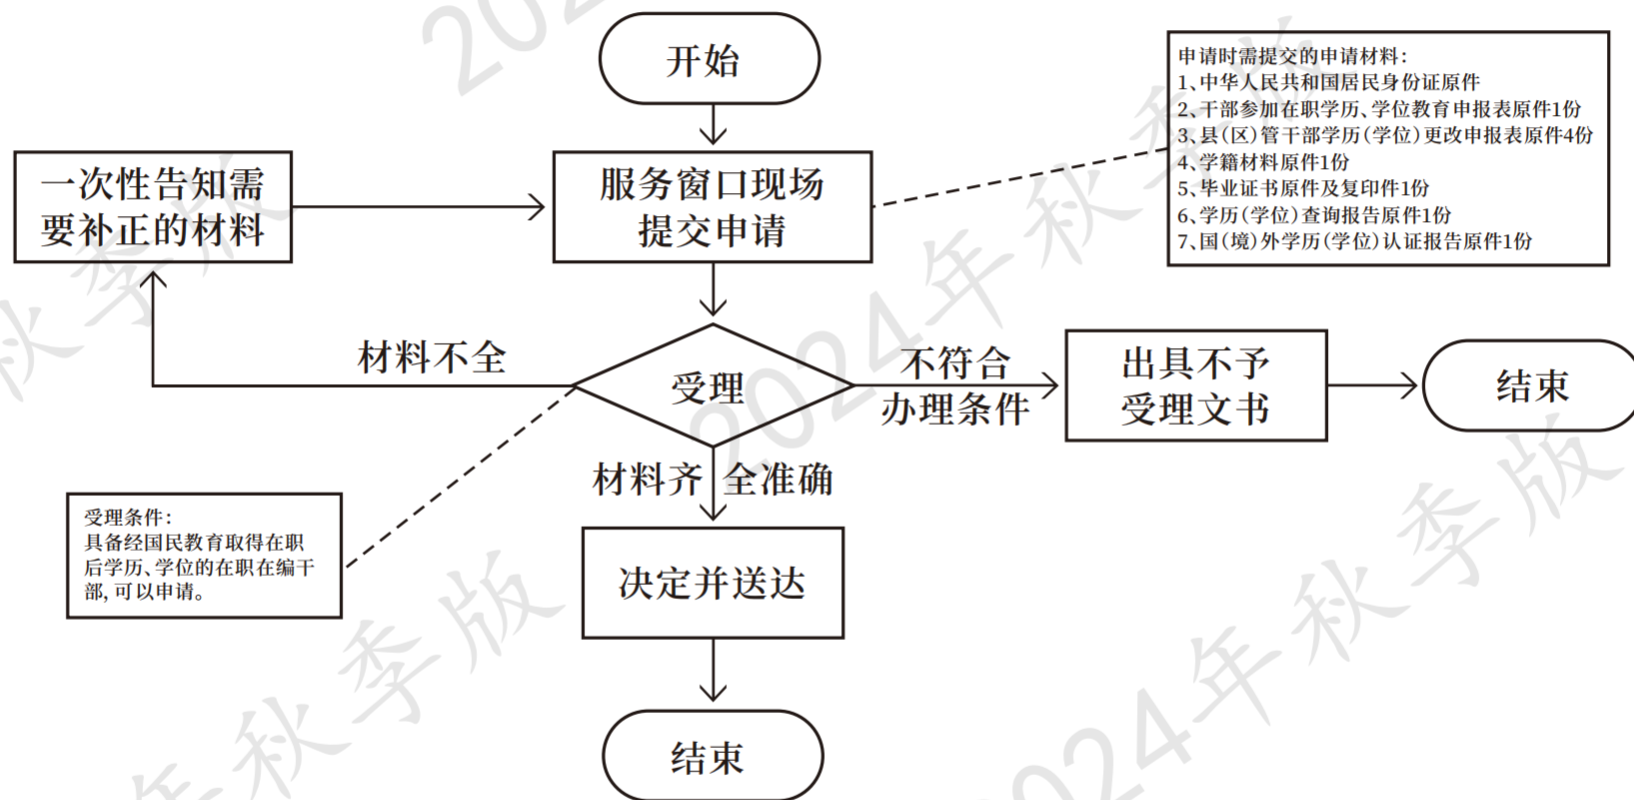 开始
申请时需提交的申请材料：
1、中华人民共和国居民身份证原件
2、干部参加在职学历、学位教育申报表原件1份
3、县（区）管干部学历（学位）更改申报表原件4份
4、学籍材料原件1份
5、毕业证书原件及复印件1份
6、学历（学位）查询报告原件1份
7、国（境）外学历（学位）认证报告原件1份
一次性告知需
要补正的材料
服务窗口现场
提交申请
材料不全
受理
不符合
办理条件
出具不予
受理文书
结束
材料齐 全准确
受理条件：
具备经国民教育取得在职
后学历、学位的在职在编干
部，可以申请。
决定并送达
结束
2024年秋季版
秋季版
年秋季版
2024年秋季版
202